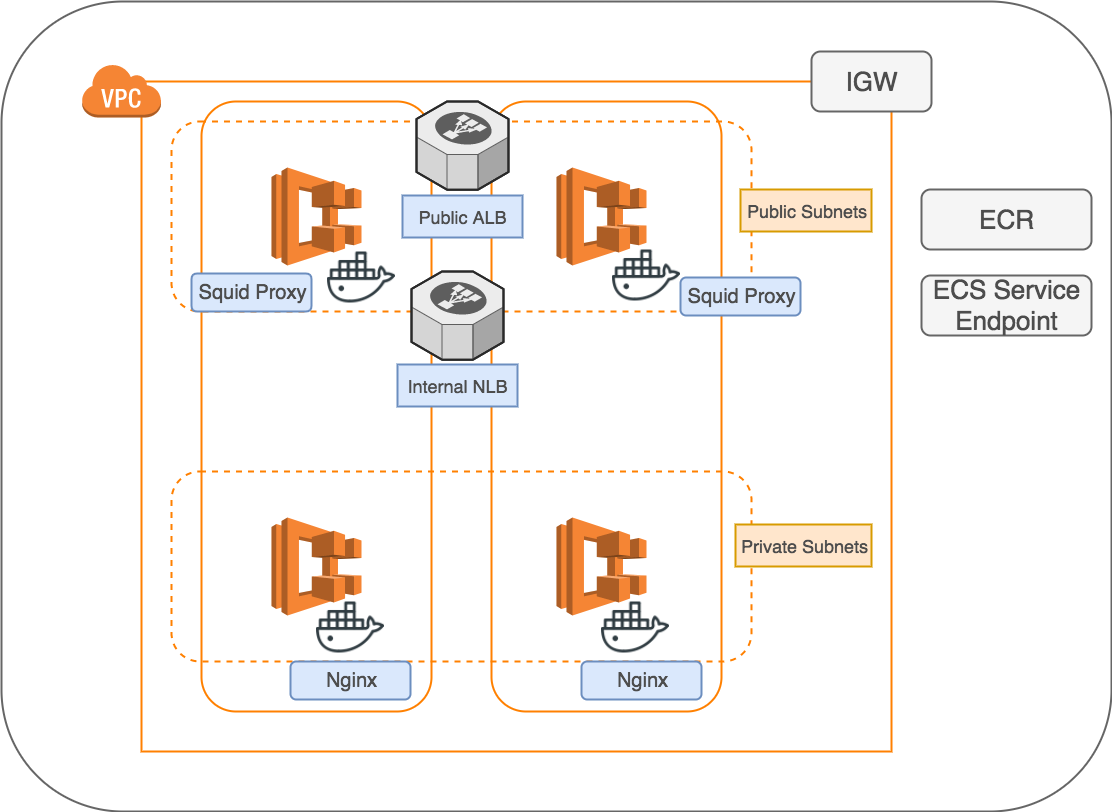 IGW
VPC
Public ALB
Public Subnets
ECR
Squid Proxy
Squid Proxy
ECS Service
Endpoint
Internal NLB
Private Subnets
Nginx
Nginx